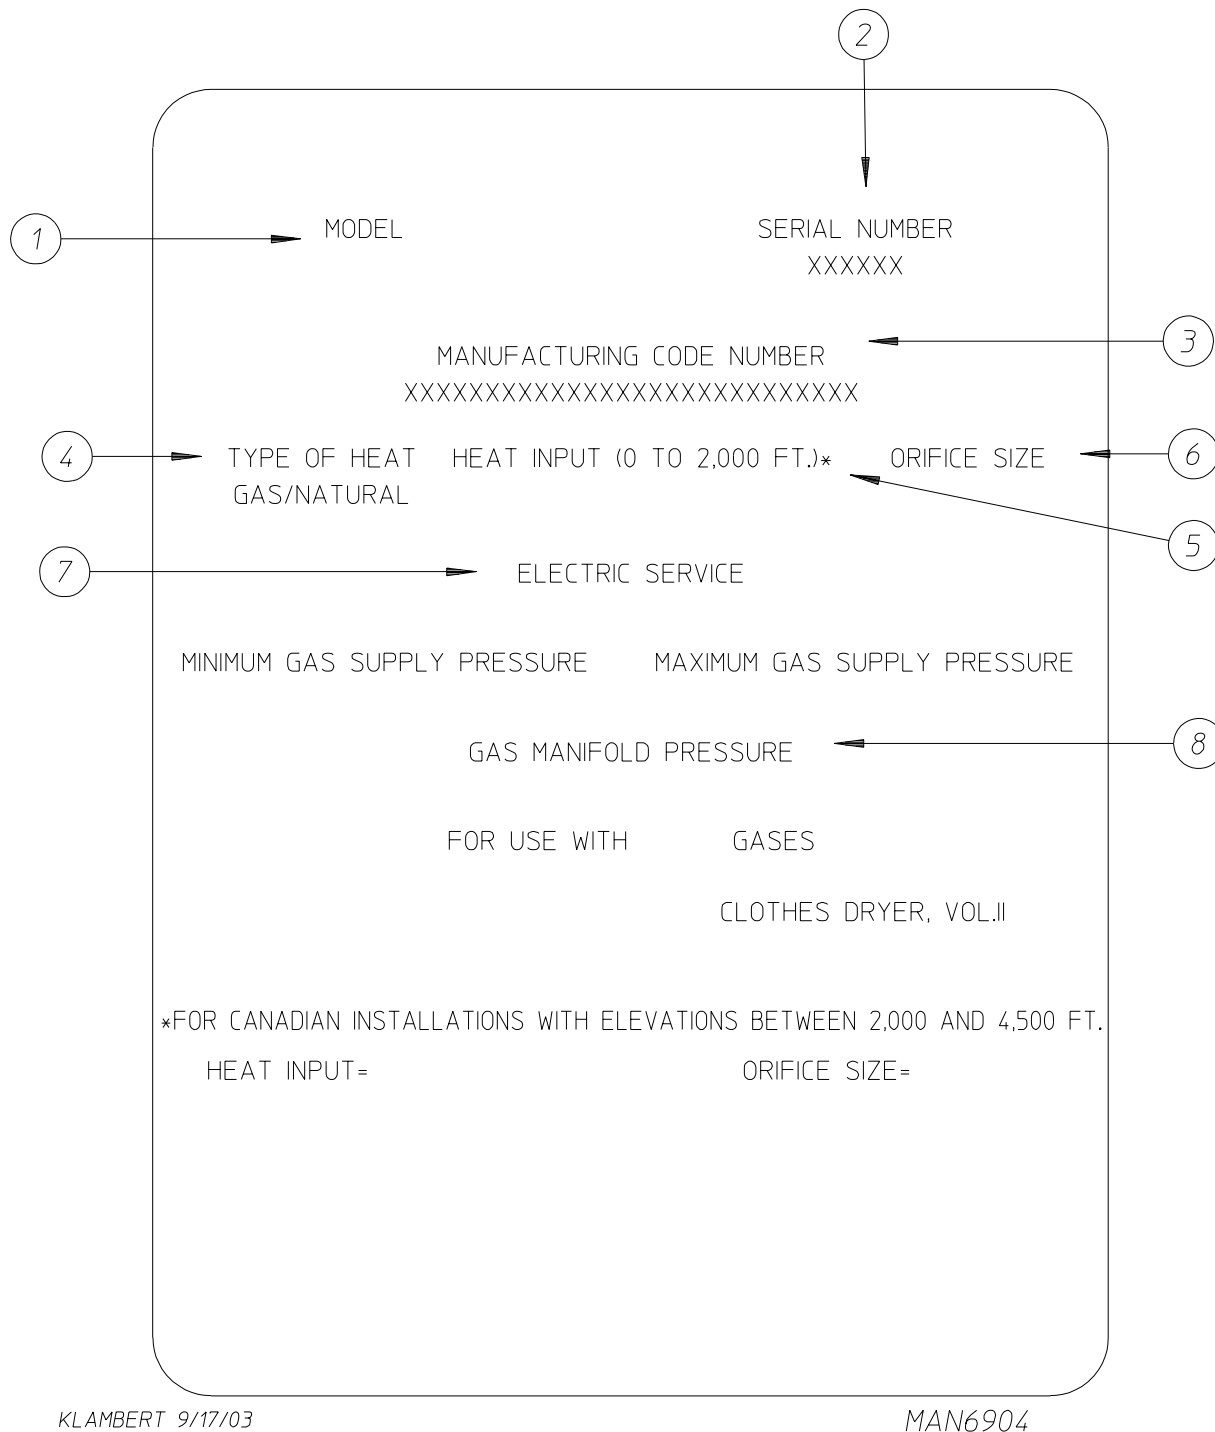 2
1 MODEL SERIAL NUMBER
XXXXXX
3
MANUFACTURING CODE NUMBER
XXXXXXXXXXXXXXXXXXXXXXXXXXXX
4 TYPE OF HEAT HEAT INPUT (0 TO 2,000 FT.)* ORIFICE SIZE 6
GAS/NATURAL
5
7 ELECTRIC SERVICE
MINIMUM GAS SUPPLY PRESSURE MAXIMUM GAS SUPPLY PRESSURE
GAS MANIFOLD PRESSURE 8
FOR USE WITH GASES
CLOTHES DRYER, VOL.II
*FOR CANADIAN INSTALLATIONS WITH ELEVATIONS BETWEEN 2,000 AND 4,500 FT.
HEAT INPUT= ORIFICE SIZE=
KLAMBERT 9/17/03 MAN6904